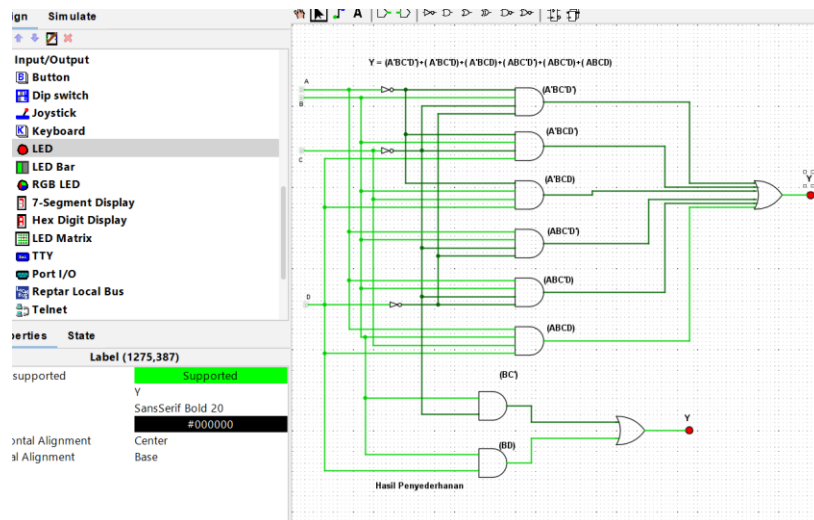 ign Simulate
A
Input/Output
Button
Dip switch
Joystick
Keyboard
LED
LED Bar
RGB LED
7-Segment Display
Hex Digit Display
LED Matrix
TTY
Port I/O
Reptar Local Bus
Telnet
perties State
Label (1275,387)
supported Supported
Y
SansSerif Bold 20
#000000
ontal Alignment Center
al Alignment Base
Y = (A'BC'D')+( A'BC'D)+( A'BCD)+( ABC'D')+( ABC'D)+( ABCD)
A
B
(A'BC'D')
C
(A'BC'D')
Y
(A'BCD)
(ABC'D')
(ABC'D)
D
(ABCD)
(BC')
Y
(BD)
Hasil Penyederhanan